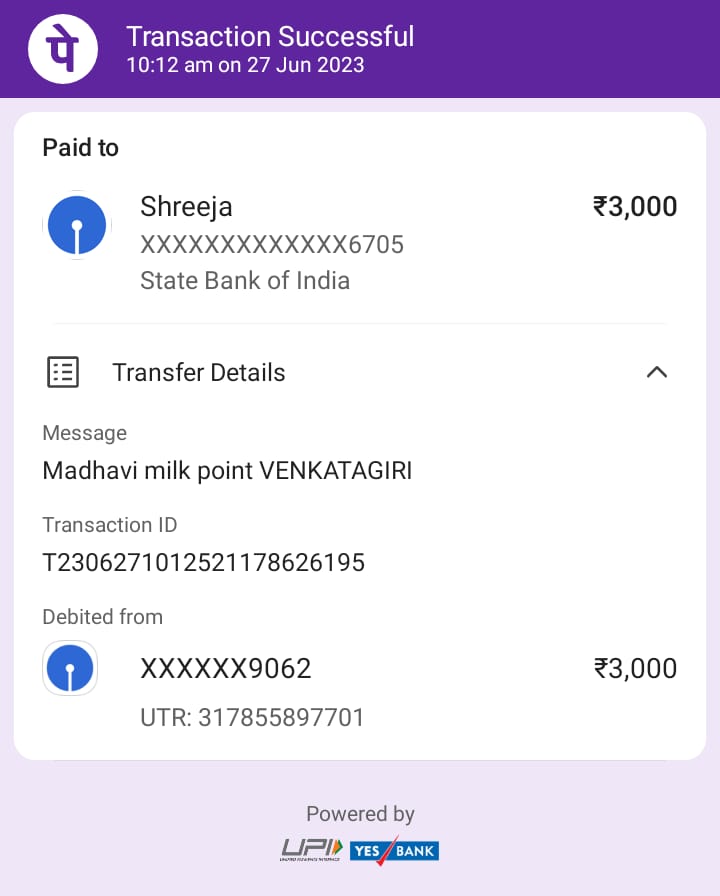 पे
Transaction Successful
10:12 am on 27 Jun 2023
Paid to
Shreeja ₹3,000
XXXXXXXXXXXXX6705
State Bank of India
Transfer Details
Message
Madhavi milk point VENKATAGIRI
Transaction ID
T2306271012521178626195
Debited from
XXXXXX9062 ₹3,000
UTR: 317855897701
Powered by
UPI YES BANK
UNIFIED PAYMENTS INTERFACE